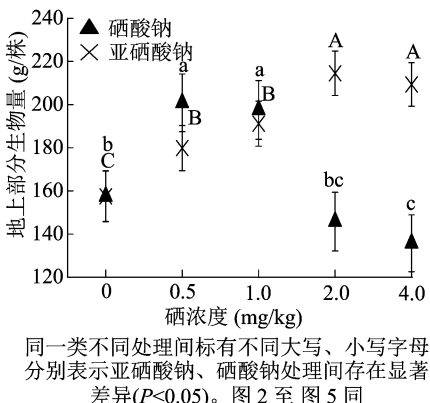 240
220
200
180
160
140
120
地上部分生物量 (g/株)
▲ 硒酸钠
× 亚硒酸钠
b
C
a
B
a
B
A
bc
A
c
0 0.5 1.0 2.0 4.0
硒浓度 (mg/kg)
同一类不同处理间标有不同大写、小写字母
分别表示亚硒酸钠、硒酸钠处理间存在显著
差异(P<0.05)。图 2 至 图 5 同